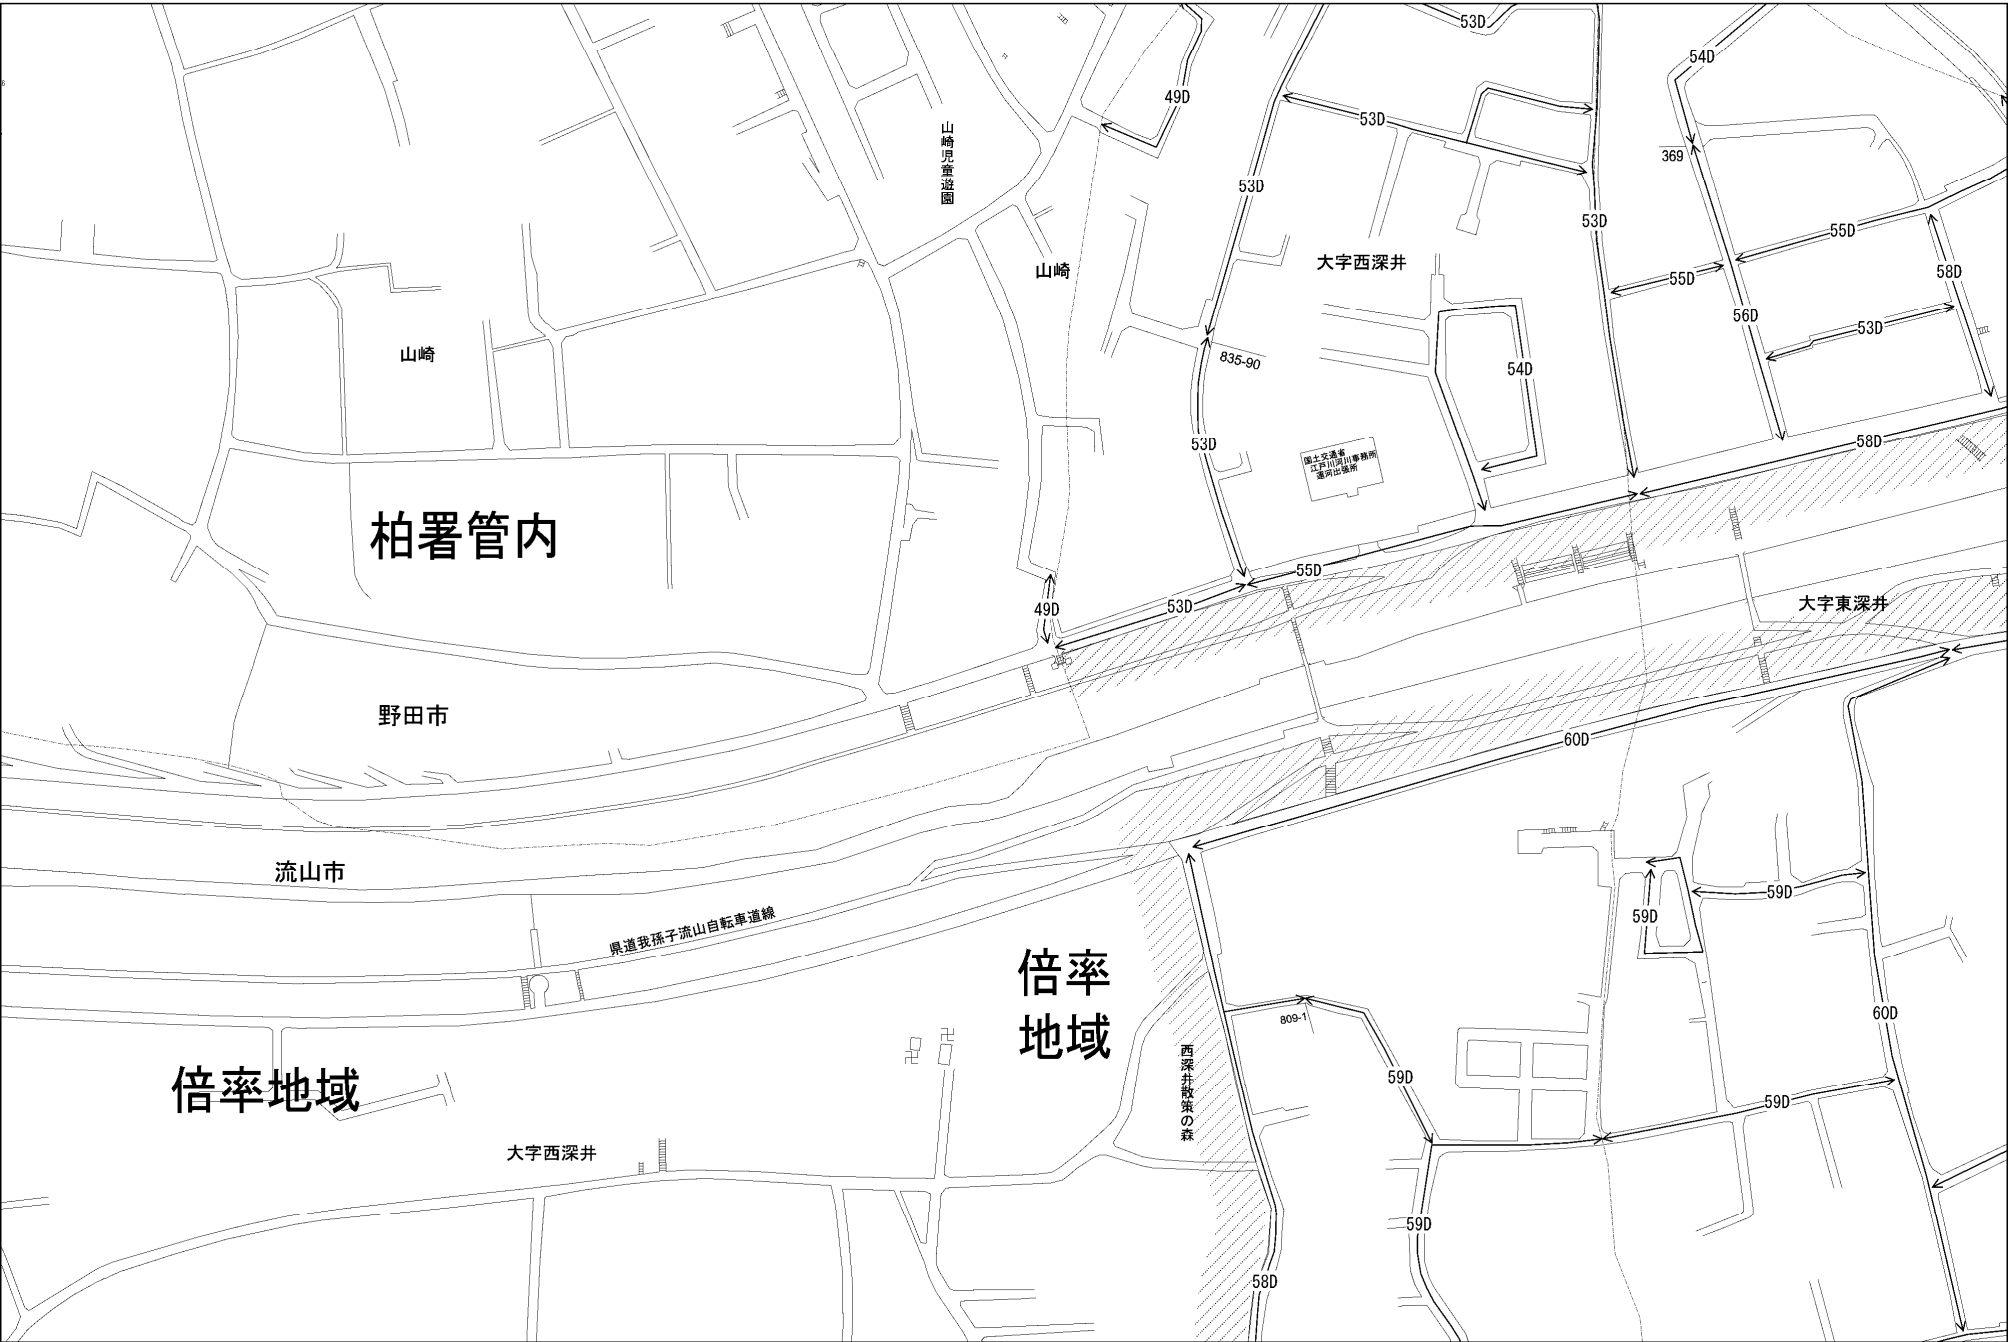 53D
54D
49D
53D
山崎児童遊園
369
53D
53D
55D
山崎
大字西深井
55D
58D
56D
53D
山崎
835-90
54D
53D
58D
国土交通省
江戸川河川事務所
運河出張所
柏署管内
55D
49D
53D
大字東深井
野田市
60D
流山市
59D
県道我孫子流山自転車道線
59D
倍率
地域
60D
809-1
西深井散策の森
59D
倍率地域
59D
大字西深井
59D
58D